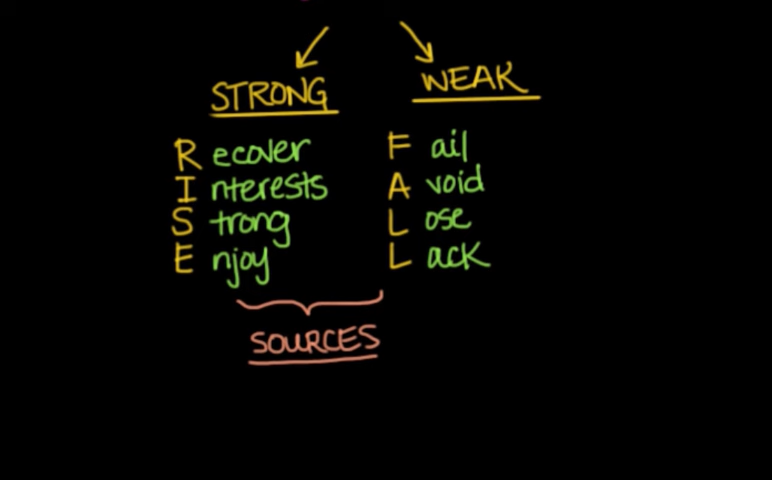 STRONG
Recover
Interests
Strong
Enjoy
WEAK
Fail
Avoid
Lose
Lack
SOURCES